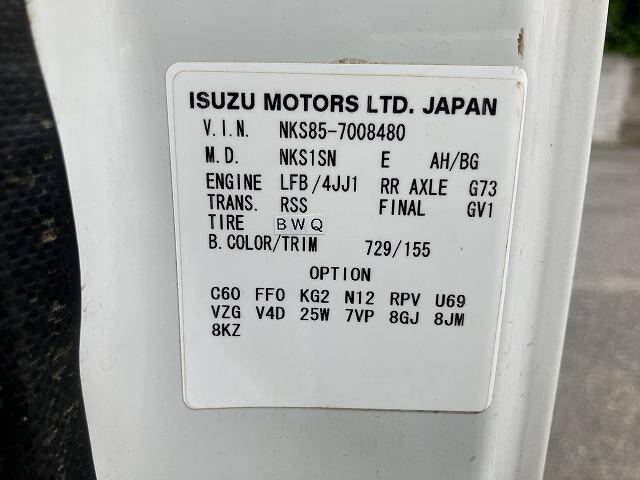 ISUZU MOTORS LTD. JAPAN
V.I.N. NKS85-7008480
M.D. NKS1SN E AH/BG
ENGINE LFB/4JJ1 RR AXLE G73
TRANS. RSS FINAL GV1
TIRE BWQ
B.COLOR/TRIM 729/155
OPTION
C60 FF0 KG2 N12 RPV U69
VZG V4D 25W 7VP 8GJ 8JM
8KZ